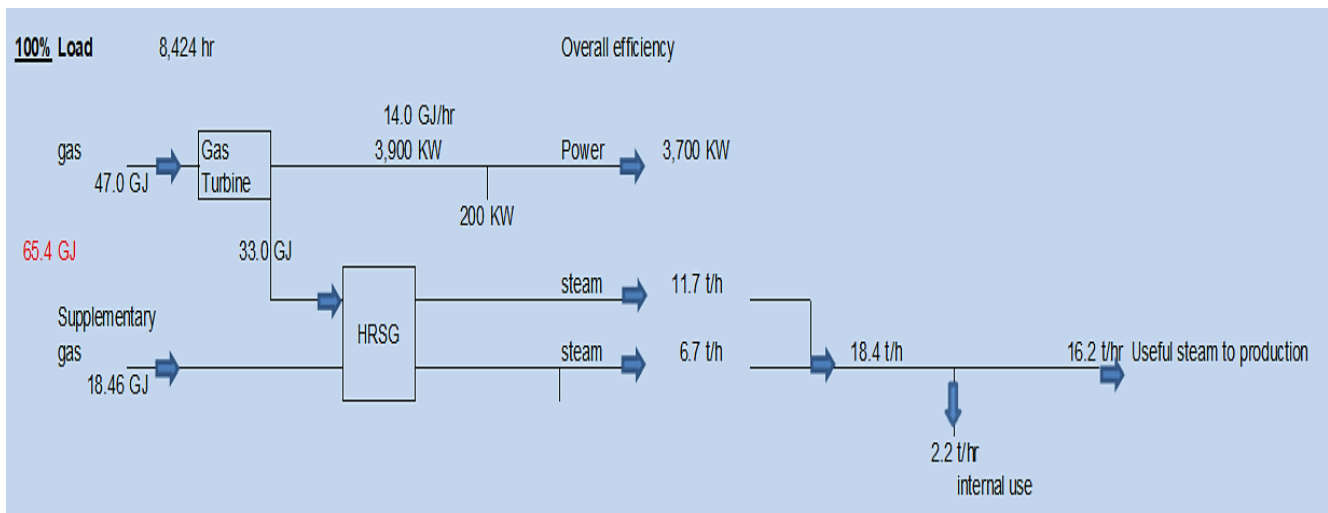 100% Load 8,424 hr Overall efficiency
14.0 GJ/hr
gas Gas 3,900 KW Power 3,700 KW
47.0 GJ Turbine
200 KW
65.4 GJ 33.0 GJ
steam 11.7 t/h
Supplementary
HRSG
gas steam 6.7 t/h 18.4 t/h 16.2 t/hr Useful steam to production
18.46 GJ
2.2 t/hr
internal use